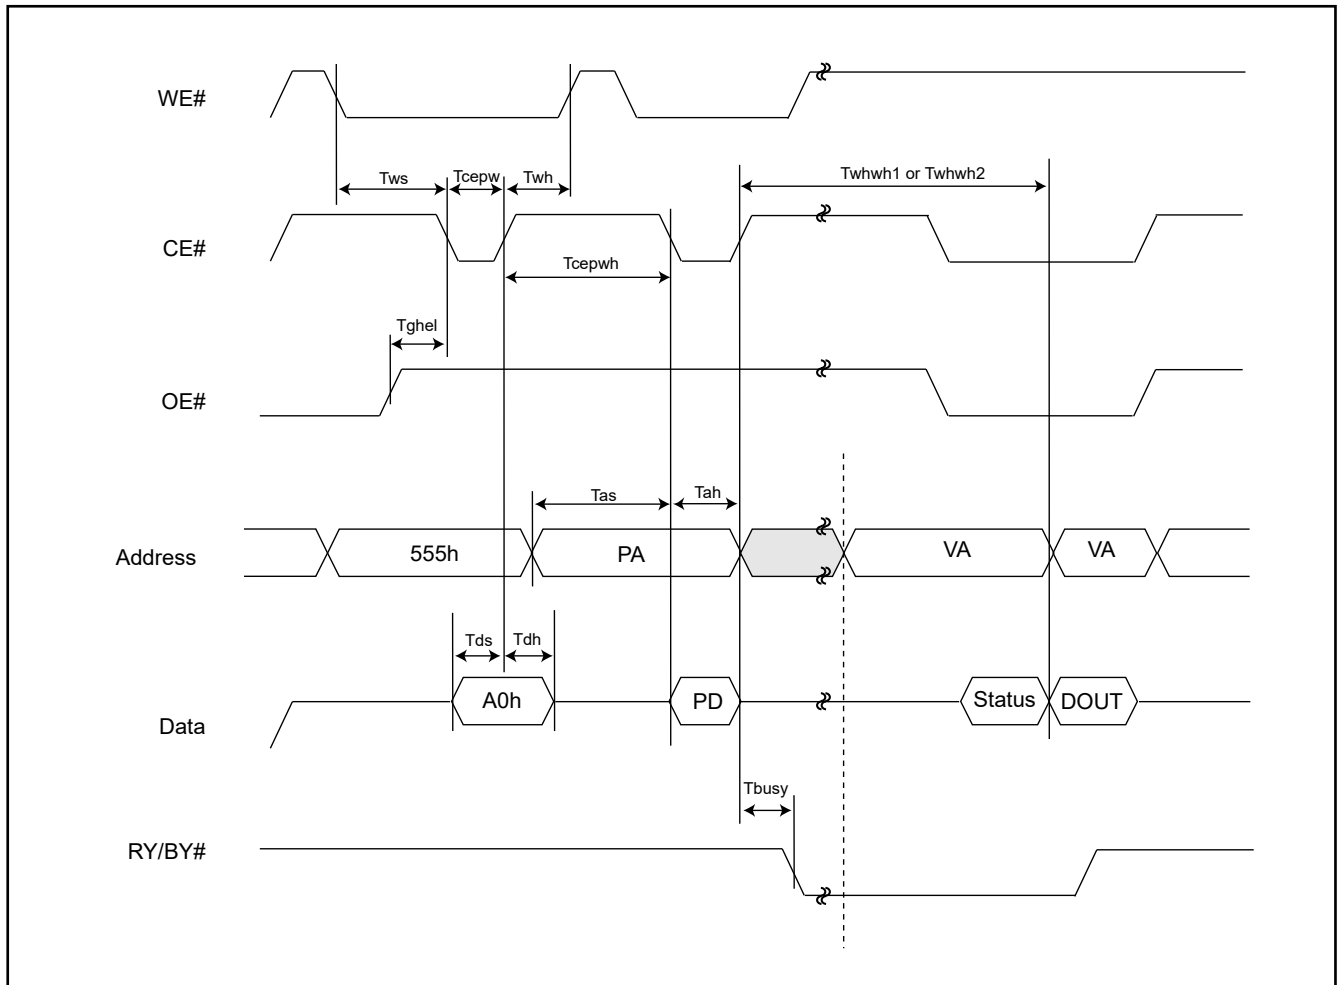 WE#
Twhwh1 or Twhwh2
Tws
Tcepw
Twh
CE#
Tcepwh
Tghel
OE#
Tas
Tah
Address
555h
PA
VA
VA
Tds
Tdh
Data
A0h
PD
Status
DOUT
Tbusy
RY/BY#